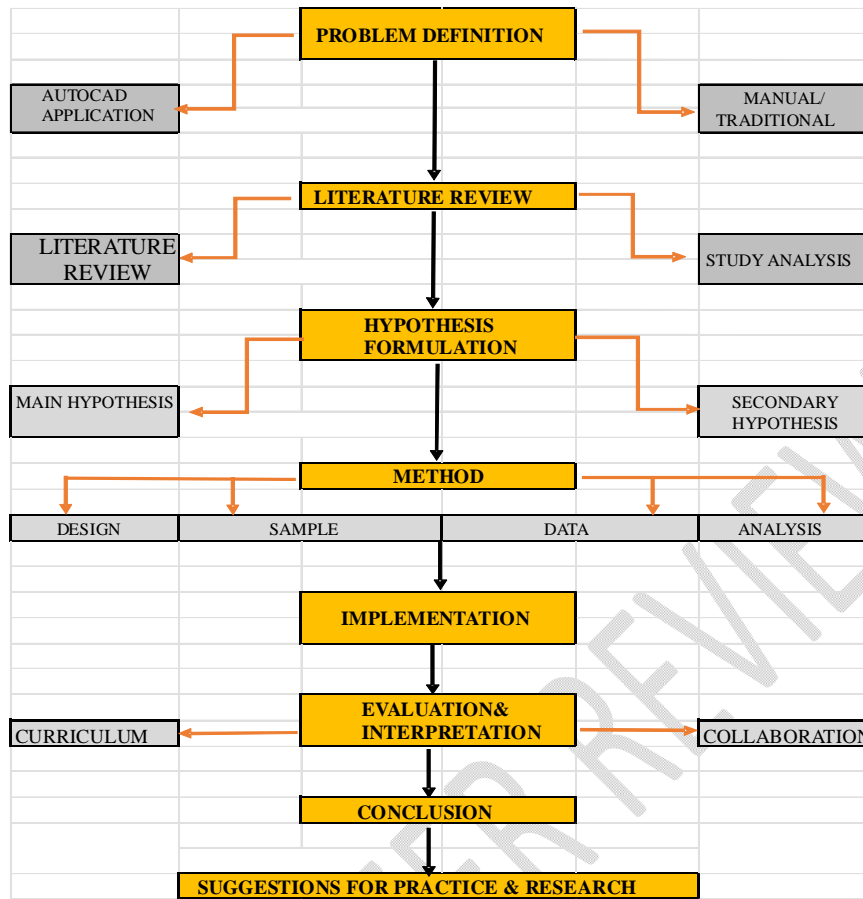 PROBLEM DEFINITION
AUTOCAD
APPLICATION
MANUAL/
TRADITIONAL
LITERATURE REVIEW
LITERATURE
REVIEW
STUDY ANALYSIS
HYPOTHESIS
FORMULATION
MAIN HYPOTHESIS
SECONDARY
HYPOTHESIS
METHOD
DESIGN
SAMPLE
DATA
ANALYSIS
IMPLEMENTATION
EVALUATION&
INTERPRETATION
CURRICULUM
COLLABORATION
CONCLUSION
SUGGESTIONS FOR PRACTICE & RESEARCH
REVIEW